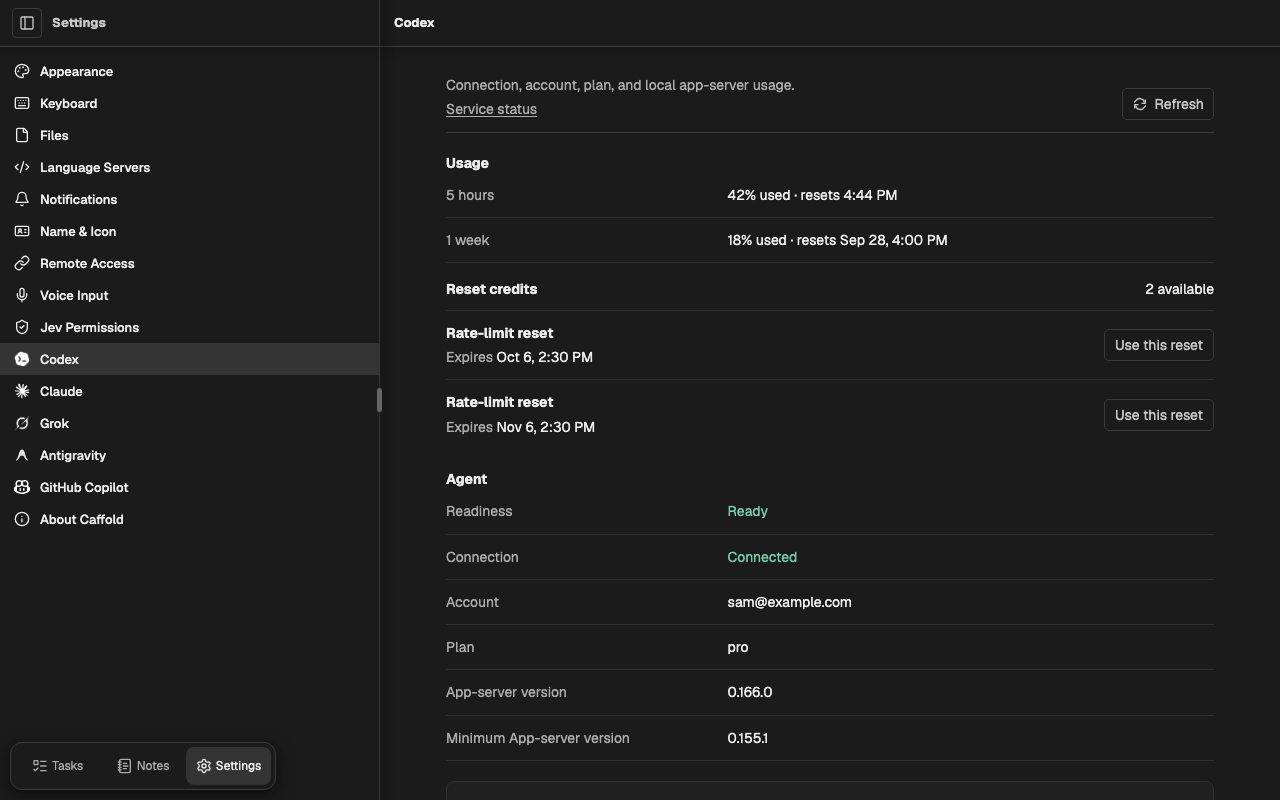 Settings
Codex
Appearance
Keyboard
Files
Language Servers
Notifications
Name & Icon
Remote Access
Voice Input
Jev Permissions
Codex
Claude
Grok
Antigravity
GitHub Copilot
About Caffold
Tasks
Notes
Settings
Connection, account, plan, and local app-server usage.
Service status
Refresh
Usage
5 hours 42% used · resets 4:44 PM
1 week 18% used · resets Sep 28, 4:00 PM
Reset credits 2 available
Rate-limit reset
Expires Oct 6, 2:30 PM
Use this reset
Rate-limit reset
Expires Nov 6, 2:30 PM
Use this reset
Agent
Readiness Ready
Connection Connected
Account sam@example.com
Plan pro
App-server version 0.166.0
Minimum App-server version 0.155.1